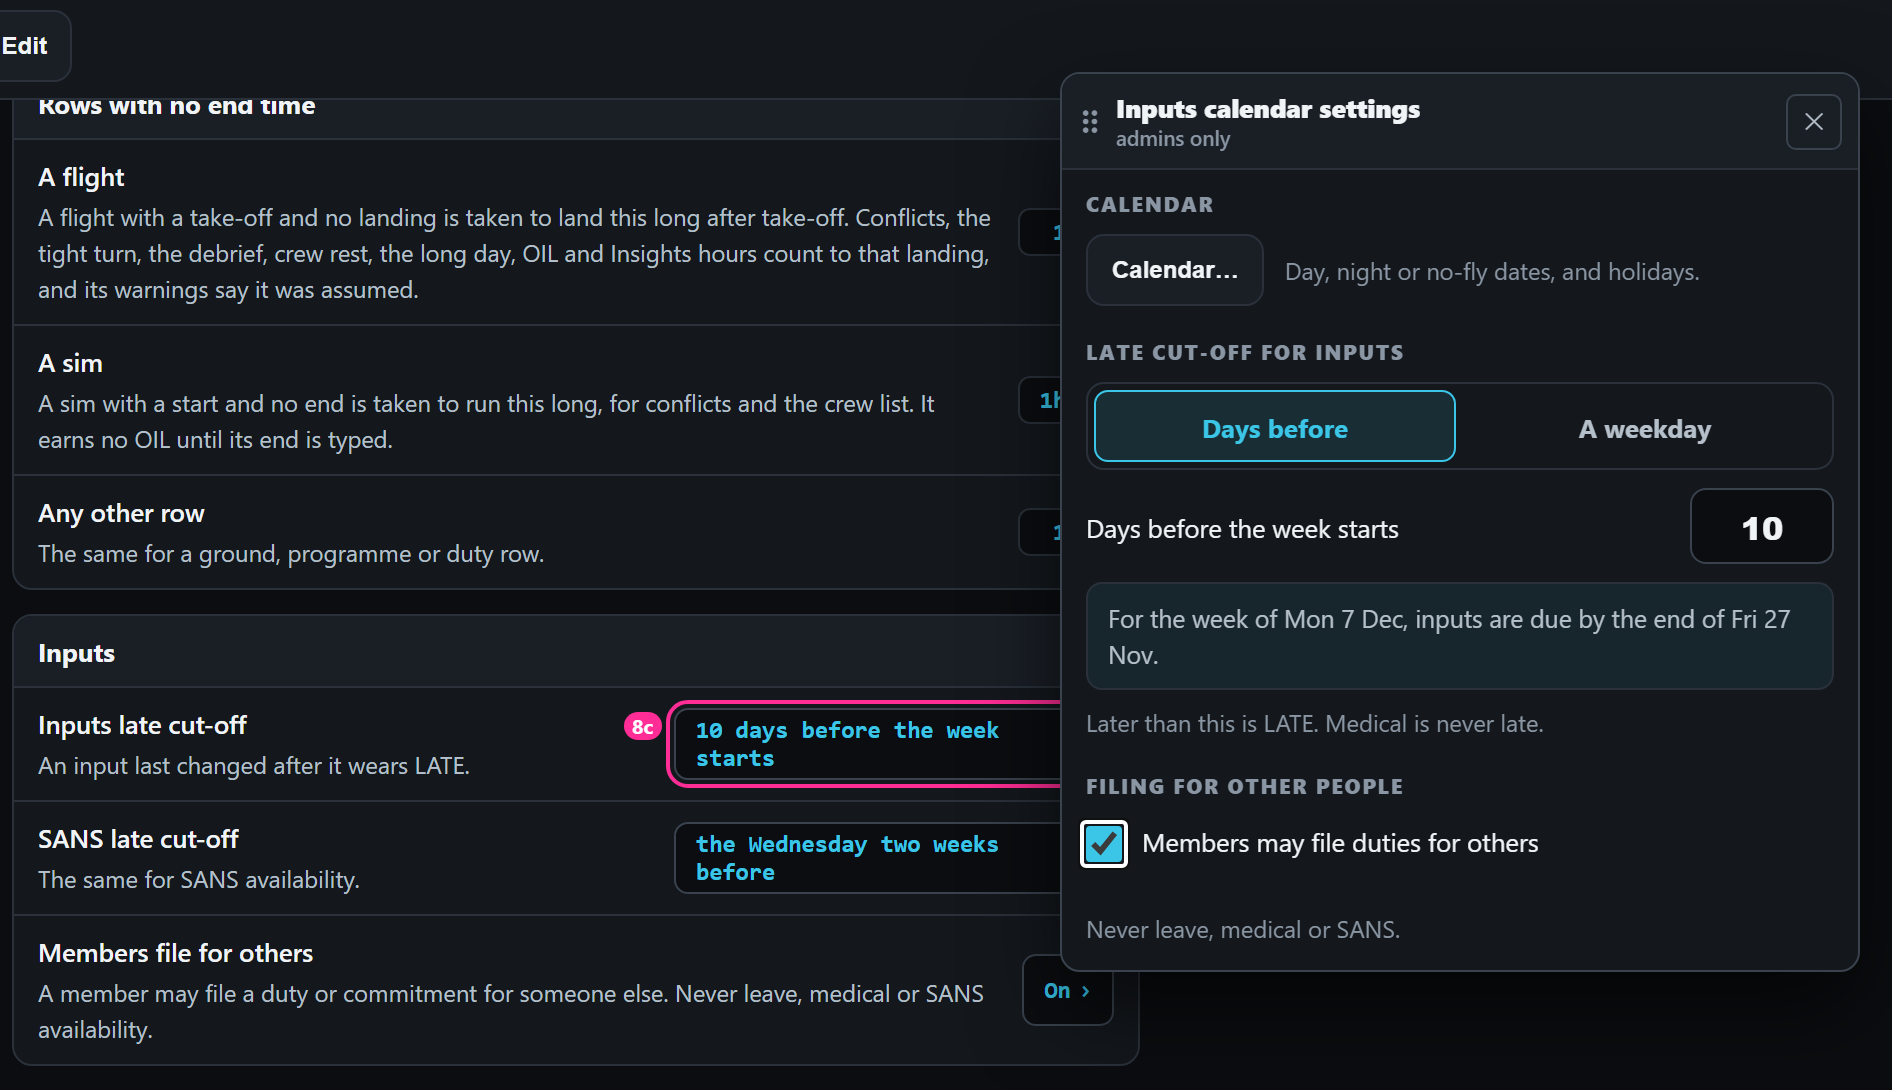 Edit
Rows with no end time
A flight
A flight with a take-off and no landing is taken to land this long after take-off. Conflicts, the
tight turn, the debrief, crew rest, the long day, OIL and Insights hours count to that landing,
and its warnings say it was assumed.
A sim
A sim with a start and no end is taken to run this long, for conflicts and the crew list. It
earns no OIL until its end is typed.
Any other row
The same for a ground, programme or duty row.
Inputs
Inputs late cut-off
An input last changed after it wears LATE.
8c
10 days before the week
starts
SANS late cut-off
The same for SANS availability.
the Wednesday two weeks
before
Members file for others
A member may file a duty or commitment for someone else. Never leave, medical or SANS
availability.
On ›
Inputs calendar settings
admins only
CALENDAR
Calendar...
Day, night or no-fly dates, and holidays.
LATE CUT-OFF FOR INPUTS
Days before
A weekday
Days before the week starts
10
For the week of Mon 7 Dec, inputs are due by the end of Fri 27
Nov.
Later than this is LATE. Medical is never late.
FILING FOR OTHER PEOPLE
Members may file duties for others
Never leave, medical or SANS.